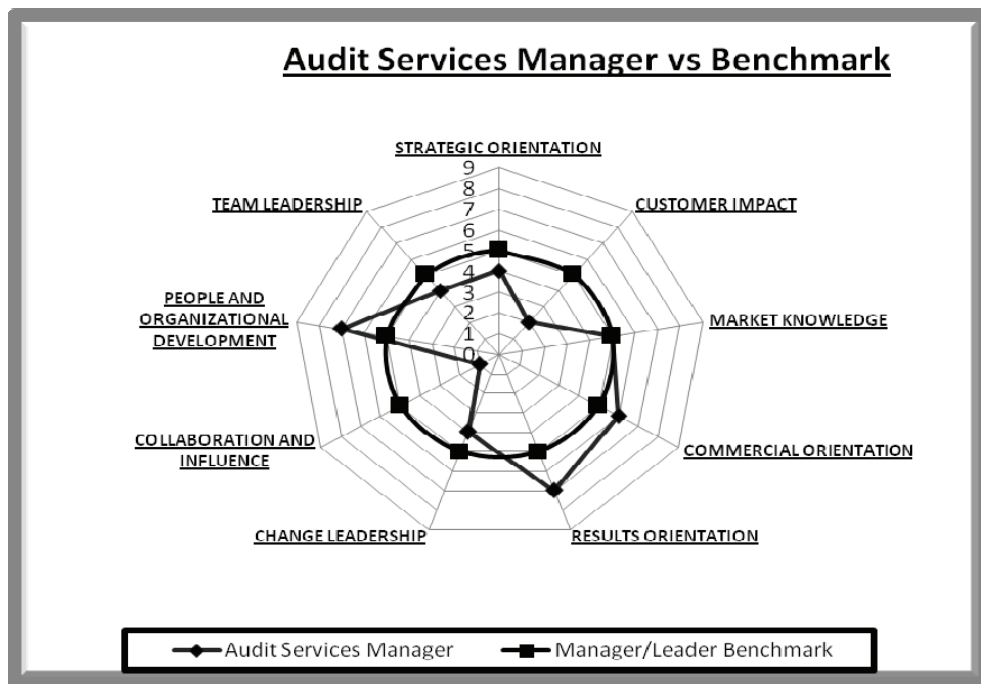 Audit Services Manager vs Benchmark
STRATEGIC ORIENTATION
9
8
7
6
5
4
3
2
1
0
CUSTOMER IMPACT
MARKET KNOWLEDGE
COMMERCIAL ORIENTATION
RESULTS ORIENTATION
CHANGE LEADERSHIP
COLLABORATION AND
INFLUENCE
PEOPLE AND
ORGANIZATIONAL
DEVELOPMENT
TEAM LEADERSHIP
Audit Services Manager
Manager/Leader Benchmark